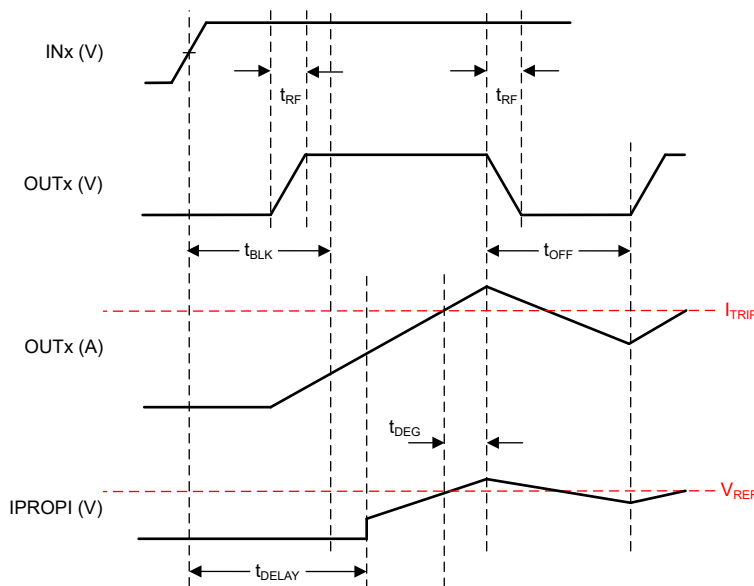 INx (V)
tRF
tRF
OUTx (V)
tBLK
tOFF
ITRIP
OUTx (A)
tDEG
VREF
IPROPI (V)
tDELAY